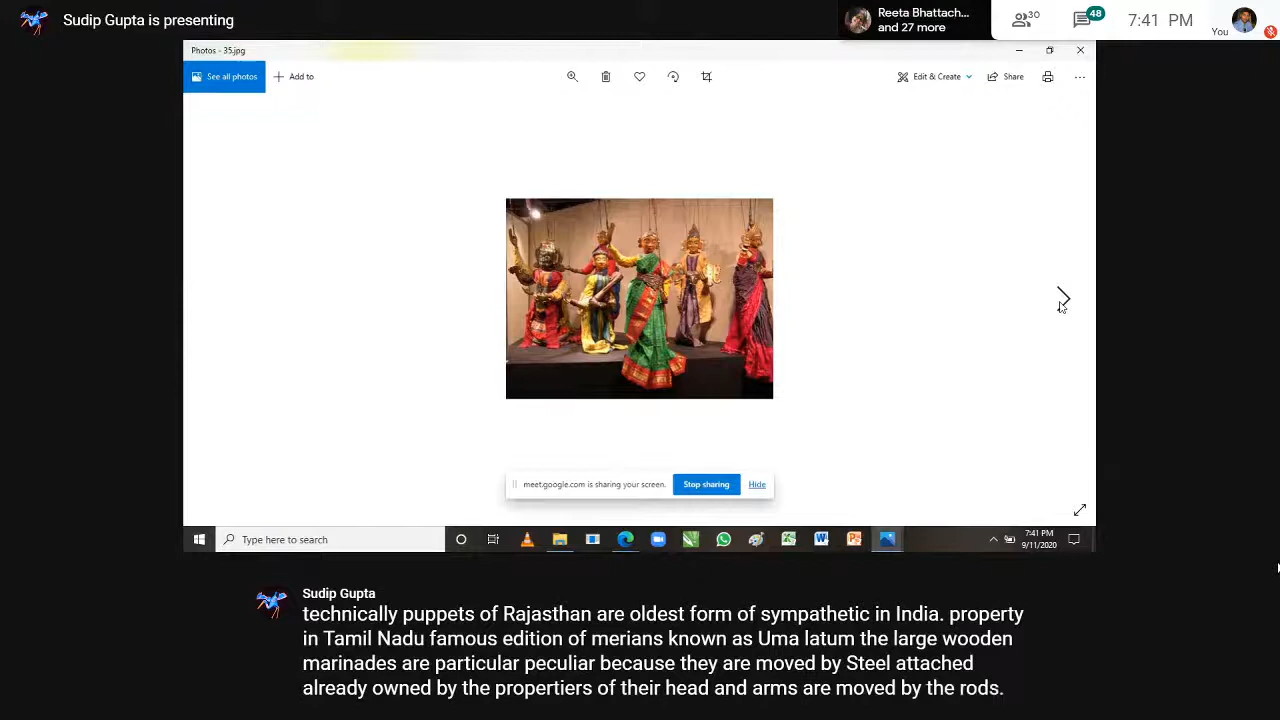 Sudip Gupta is presenting
Reeta Bhattach...
and 27 more
30
48
7:41 PM
You
Photos - 35.jpg
See all photos
Add to
Edit & Create
Share
meet.google.com is sharing your screen.
Stop sharing
Hide
Type here to search
7:41 PM
9/11/2020
Sudip Gupta
technically puppets of Rajasthan are oldest form of sympathetic in India. property
in Tamil Nadu famous edition of merians known as Uma latum the large wooden
marinades are particular peculiar because they are moved by Steel attached
already owned by the propertiers of their head and arms are moved by the rods.